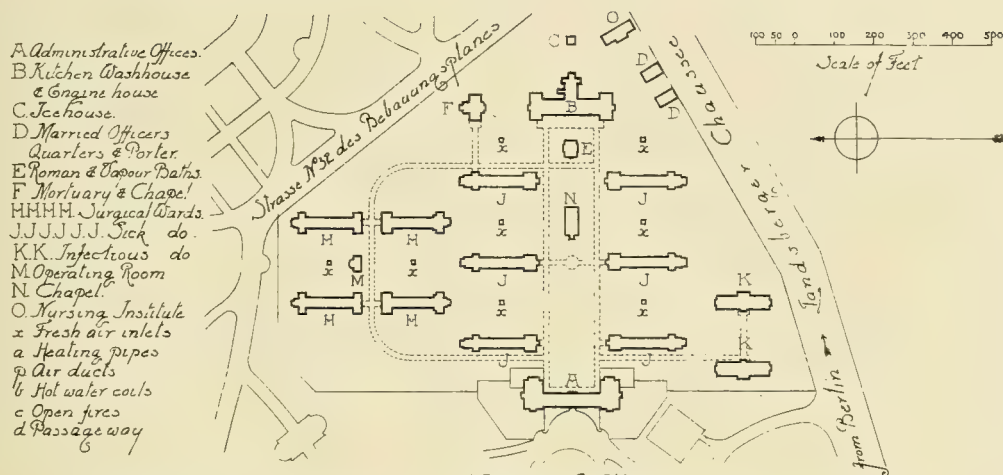 A Administrative Offices.
B Kitchen Washhouse
& Engine house
C. Icehouse.
D Married Officers
Quarters & Porter.
E Roman & Vapour Baths.
F Mortuary & Chapel
H.H.H.H. Surgical Wards.
J.J.J.J.J.J. Sick do.
K.K. Infectious do
M. Operating Room
N. Chapel.
O. Nursing Institute
x Fresh air inlets
a Heating pipes
p Air ducts
b Hot water coils
c Open fires
d Passage way
Strasse No 32 des Bebauungsplanes
Landsberger Chaussee
from Berlin
100 50 0 100 200 300 400 500
Scale of Feet
O
C
D
D
F
B
E
x
x
J
J
N
H
H
x
x
x
M
x
J
J
K
H
H
x
x
J
J
K
A